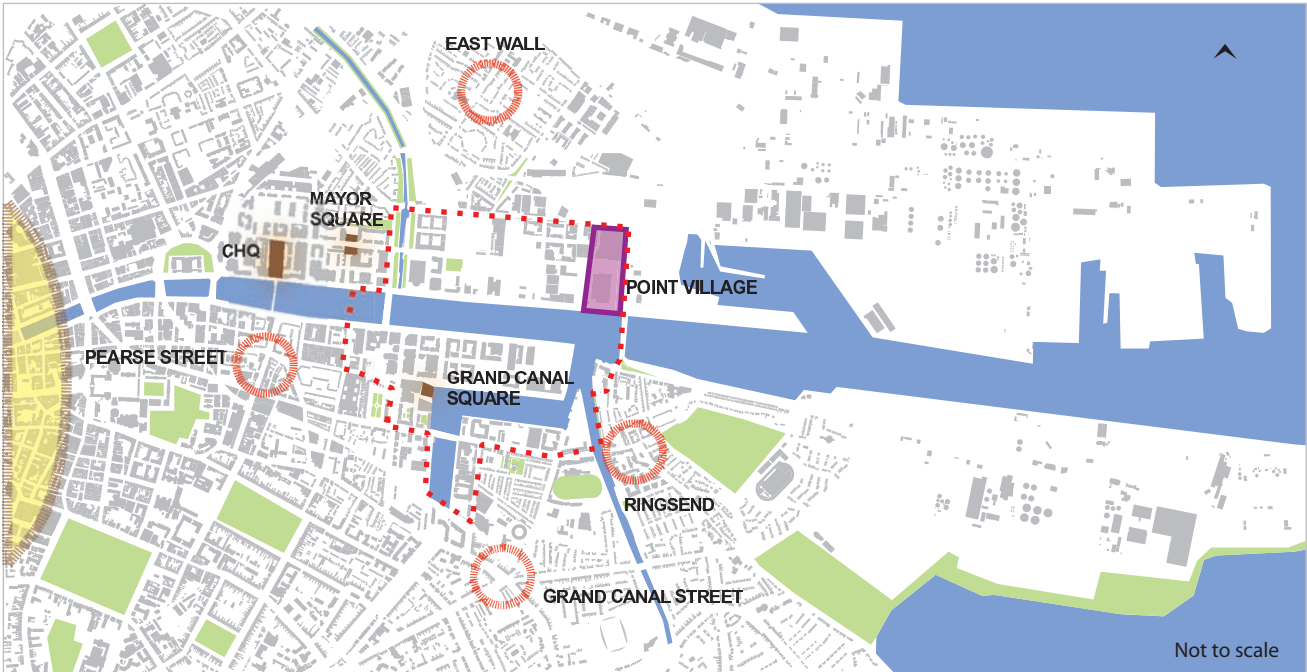 EAST WALL
MAYOR
SQUARE
CHQ
POINT VILLAGE
PEARSE STREET
GRAND CANAL
SQUARE
RINGSEND
GRAND CANAL STREET
Not to scale